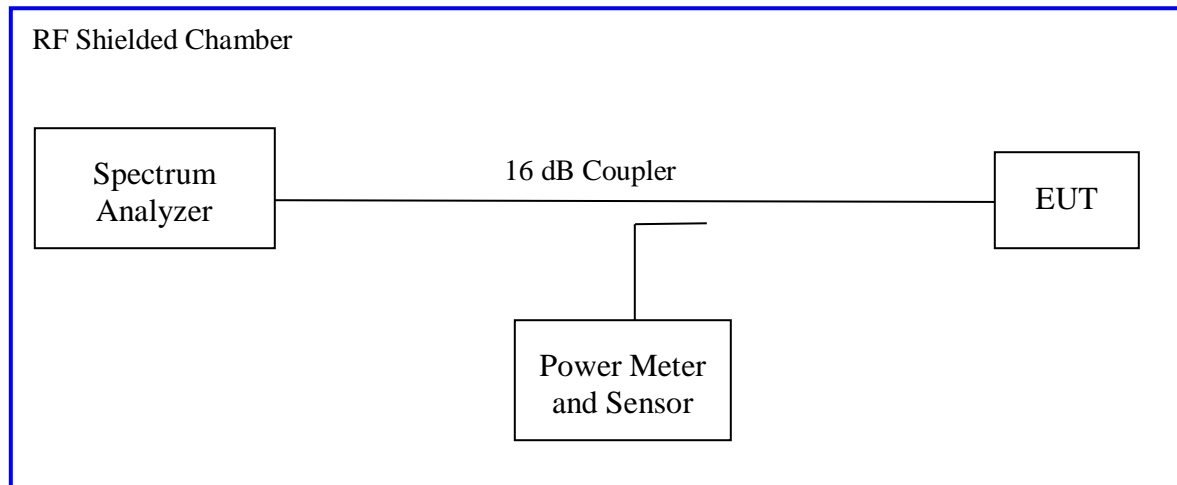 RF Shielded Chamber
16 dB Coupler
Spectrum
Analyzer
EUT
Power Meter
and Sensor